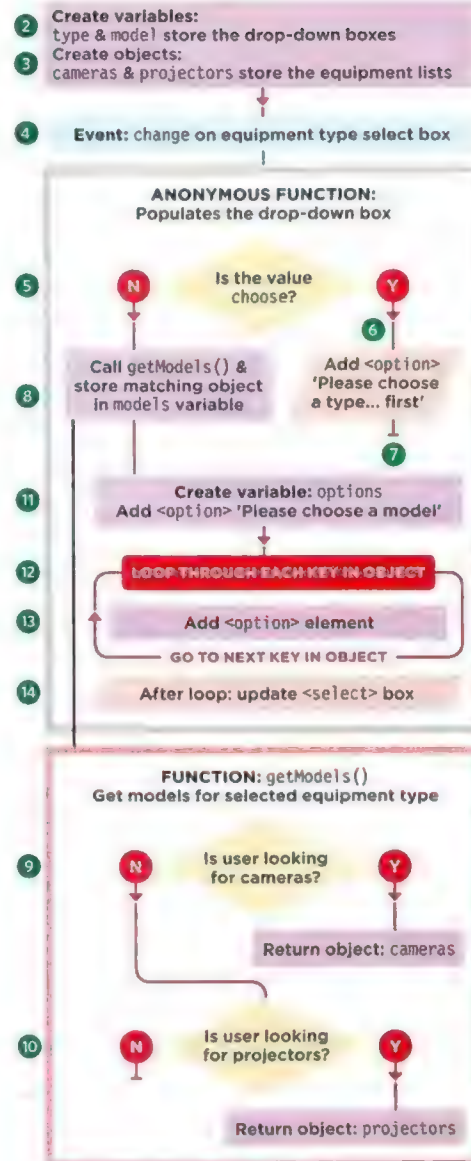 2 Create variables:
type & model store the drop-down boxes
3 Create objects:
cameras & projectors store the equipment lists
4 Event: change on equipment type select box
ANONYMOUS FUNCTION:
Populates the drop-down box
5 N Is the value
choose? Y
6
8 Call getModels() &
store matching object
in models variable
Add <option>
'Please choose
a type... first'
7
11 Create variable: options
Add <option> 'Please choose a model'
12 LOOP THROUGH EACH KEY IN OBJECT
13 Add <option> element
GO TO NEXT KEY IN OBJECT
14 After loop: update <select> box
FUNCTION: getModels()
Get models for selected equipment type
9 N Is user looking
for cameras? Y
Return object: cameras
10 N Is user looking
for projectors? Y
Return object: projectors